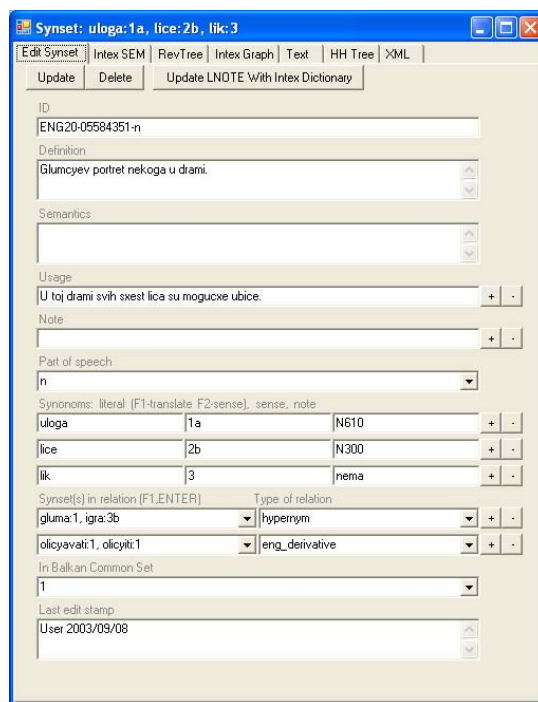 Synset: uloga:1a, lice:2b, lik:3
Edit Synset Intex SEM RevTree Intex Graph Text HH Tree XML
Update Delete Update LNOTE With Intex Dictionary
ID
ENG20-05584351-n
Definition
Glumcyev portret nekoga u drami.
Semantics
Usage
U toj drami svih sxest lica su mogucxe ubice.
+ -
Note
+ -
Part of speech
n
Synonoms: literal (F1-translate F2-sense), sense, note
uloga 1a N610 + -
lice 2b N300 + -
lik 3 nema + -
Synset(s) in relation (F1,ENTER) Type of relation
gluma:1, igra:3b hypernym + -
olicyavati:1, olicyiti:1 eng_derivative + -
In Balkan Common Set
1
Last edit stamp
User 2003/09/08